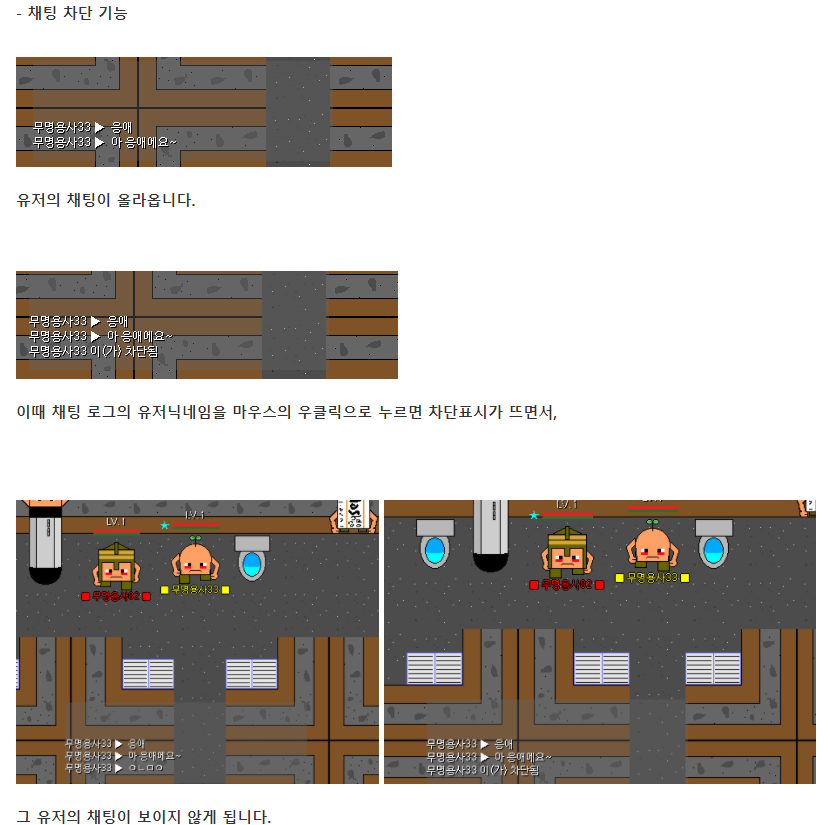 - 채팅 차단 기능
무명용사33 ▶ 응애
무명용사33 ▶ 아 응애에요~
유저의 채팅이 올라옵니다.
무명용사33 ▶ 응애
무명용사33 ▶ 아 응애에요~
무명용사33 이(가) 차단됨
이때 채팅 로그의 유저닉네임을 마우스의 우클릭으로 누르면 차단표시가 뜨면서,
LV.1
LV.1
무명용사62
무명용사33
무명용사33 ▶ 응애
무명용사33 ▶ 아 응애에요~
무명용사33 ▶ ㅇㄴㅁㅇ
LV.1
무명용사62
무명용사33
무명용사33 ▶ 응애
무명용사33 ▶ 아 응애에요~
무명용사33 이(가) 차단됨
그 유저의 채팅이 보이지 않게 됩니다.